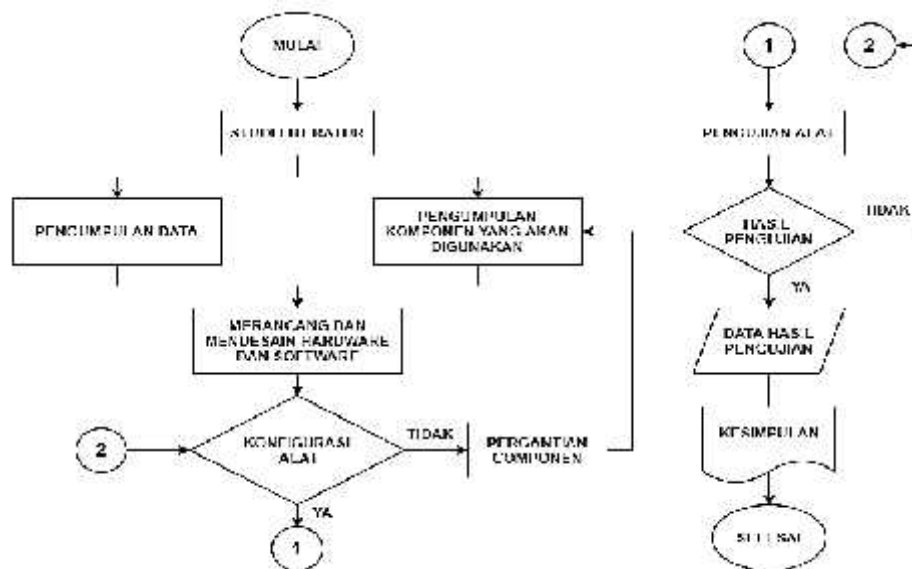 MULAI
STUDI LITERATUR
PENGUMPULAN DATA
PENGUMPULAN
KOMPONEN YANG AKAN
DIGUNAKAN
MERANCANG DAN
MENDESAIN HARDWARE
DAN SOFTWARE
2
KONFIGURASI
ALAT
TIDAK
PERGANTIAN
COMPONEN
YA
1
1
2
PENGUJIAN ALAT
HASIL
PENGUJIAN
TIDAK
YA
DATA HASIL
PENGUJIAN
KESIMPULAN
SELESAI